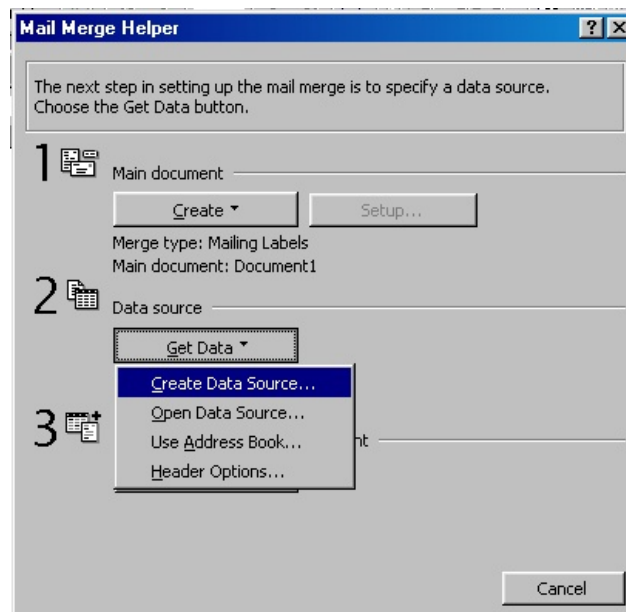 Mail Merge Helper
The next step in setting up the mail merge is to specify a data source.
Choose the Get Data button.
1
Main document
Create
Setup...
Merge type: Mailing Labels
Main document: Document1
2
Data source
Get Data
Create Data Source...
Open Data Source...
3
Use Address Book...
Header Options...
Cancel